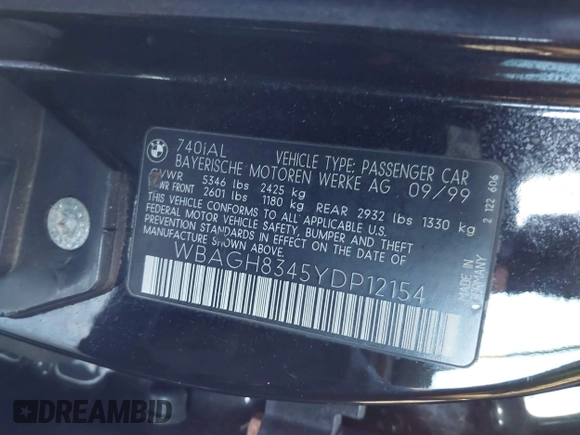 740iAL VEHICLE TYPE: PASSENGER CAR
BAYERISCHE MOTOREN WERKE AG 09/99
GVWR 5346 lbs 2425 kg
GAWR FRONT 2601 lbs 1180 kg REAR 2932 lbs 1330 kg
THIS VEHICLE CONFORMS TO ALL APPLICABLE U.S.
FEDERAL MOTOR VEHICLE SAFETY, BUMPER AND THEFT
PREVENTION STANDARDS IN EFFECT ON THE DATE OF
MANUFACTURE SHOWN ABOVE.
WBAGH8345YDP12154
2 122 606
MADE IN
GERMANY
DREAMBID